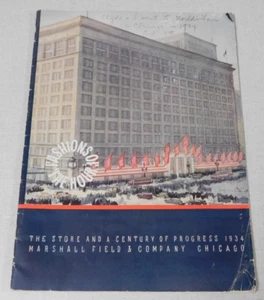 FASHIONS OF
THE HOUR
THE STORE AND A CENTURY OF PROGRESS 1934
MARSHALL FIELD & COMPANY CHICAGO